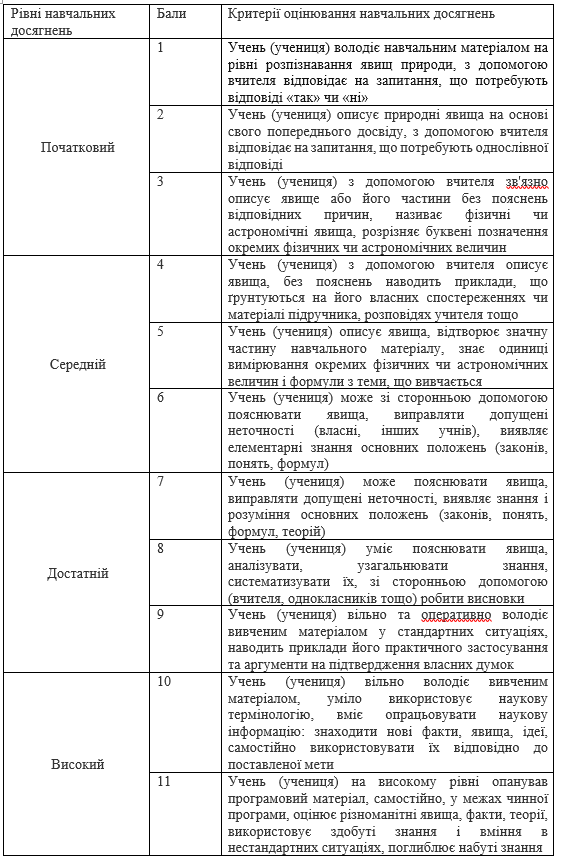 Рівні навчальних досягнень
Бали
Критерії оцінювання навчальних досягнень
Початковий
1
Учень (учениця) володіє навчальним матеріалом на
рівні розпізнавання явищ природи, з допомогою
вчителя відповідає на запитання, що потребують
відповіді «так» чи «ні»
2
Учень (учениця) описує природні явища на основі
свого попереднього досвіду, з допомогою вчителя
відповідає на запитання, що потребують однослівної
відповіді
3
Учень (учениця) з допомогою вчителя зв'язно
описує явище або його частини без пояснень
відповідних причин, називає фізичні чи
астрономічні явища, розрізняє буквені позначення
окремих фізичних чи астрономічних величин
Середній
4
Учень (учениця) з допомогою вчителя описує
явища, без пояснень наводить приклади, що
ґрунтуються на його власних спостереженнях чи
матеріалі підручника, розповідях учителя тощо
5
Учень (учениця) описує явища, відтворює значну
частину навчального матеріалу, знає одиниці
вимірювання окремих фізичних чи астрономічних
величин і формули з теми, що вивчається
6
Учень (учениця) може зі сторонньою допомогою
пояснювати явища, виправляти допущені
неточності (власні, інших учнів), виявляє
елементарні знання основних положень (законів,
понять, формул)
Достатній
7
Учень (учениця) може пояснювати явища,
виправляти допущені неточності, виявляє знання і
розуміння основних положень (законів, понять,
формул, теорій)
8
Учень (учениця) уміє пояснювати явища,
аналізувати, узагальнювати знання,
систематизувати їх, зі сторонньою допомогою
(вчителя, однокласників тощо) робити висновки
9
Учень (учениця) вільно та оперативно володіє
вивченим матеріалом у стандартних ситуаціях,
наводить приклади його практичного застосування
та аргументи на підтвердження власних думок
Високий
10
Учень (учениця) вільно володіє вивченим
матеріалом, уміло використовує наукову
термінологію, вміє опрацьовувати наукову
інформацію: знаходити нові факти, явища, ідеї,
самостійно використовувати їх відповідно до
поставленої мети
11
Учень (учениця) на високому рівні опанував
програмовий матеріал, самостійно, у межах чинної
програми, оцінює різноманітні явища, факти, теорії,
використовує здобуті знання і вміння в
нестандартних ситуаціях, поглиблює набуті знання